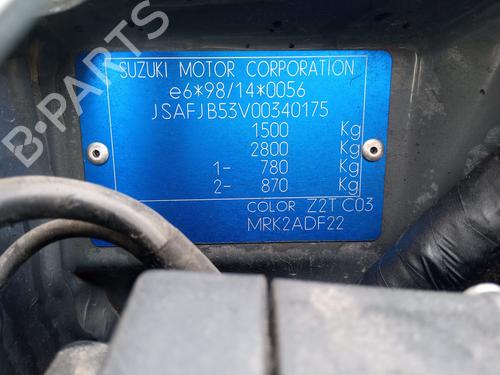 B-PARTS
SUZUKI MOTOR CORPORATION
e6*98/14*0056
JSAFJB53V00340175
1500 Kg
2800 Kg
1- 780 Kg
2- 870 Kg
COLOR Z2T C03
MRK2ADF22